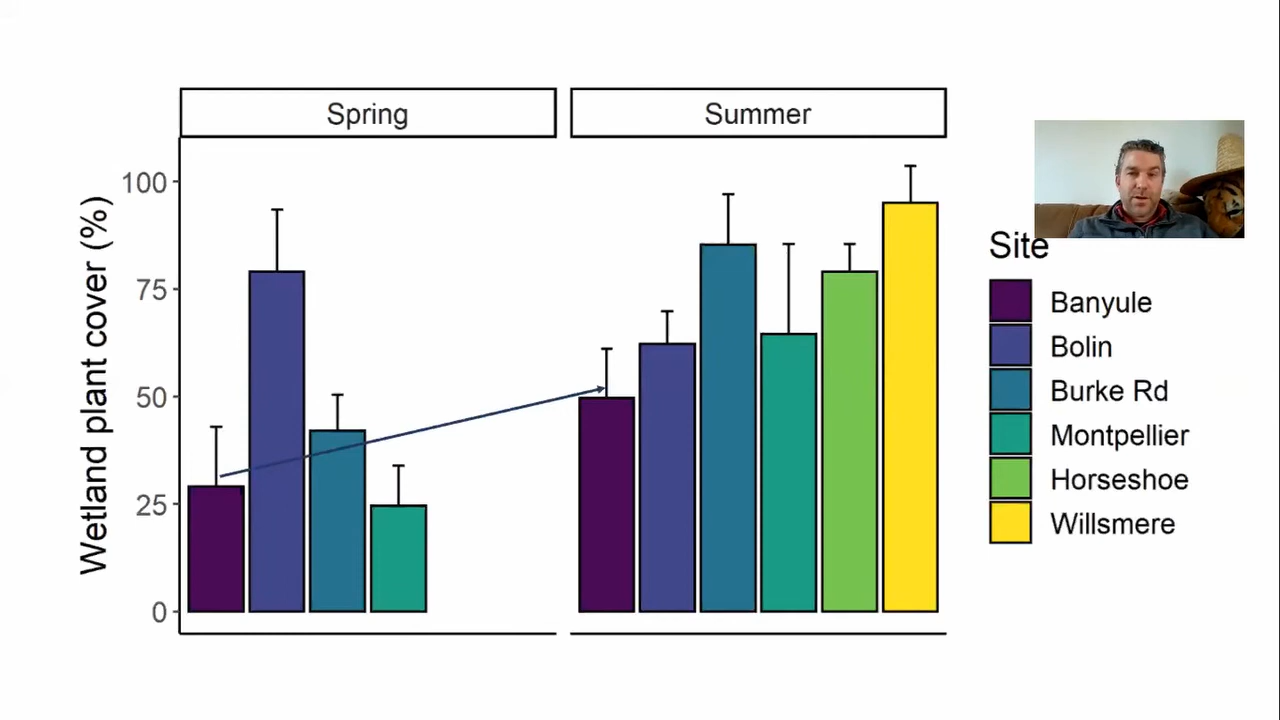 Spring
Summer
Wetland plant cover (%)
100
75
50
25
0
Site
Banyule
Bolin
Burke Rd
Montpellier
Horseshoe
Willsmere